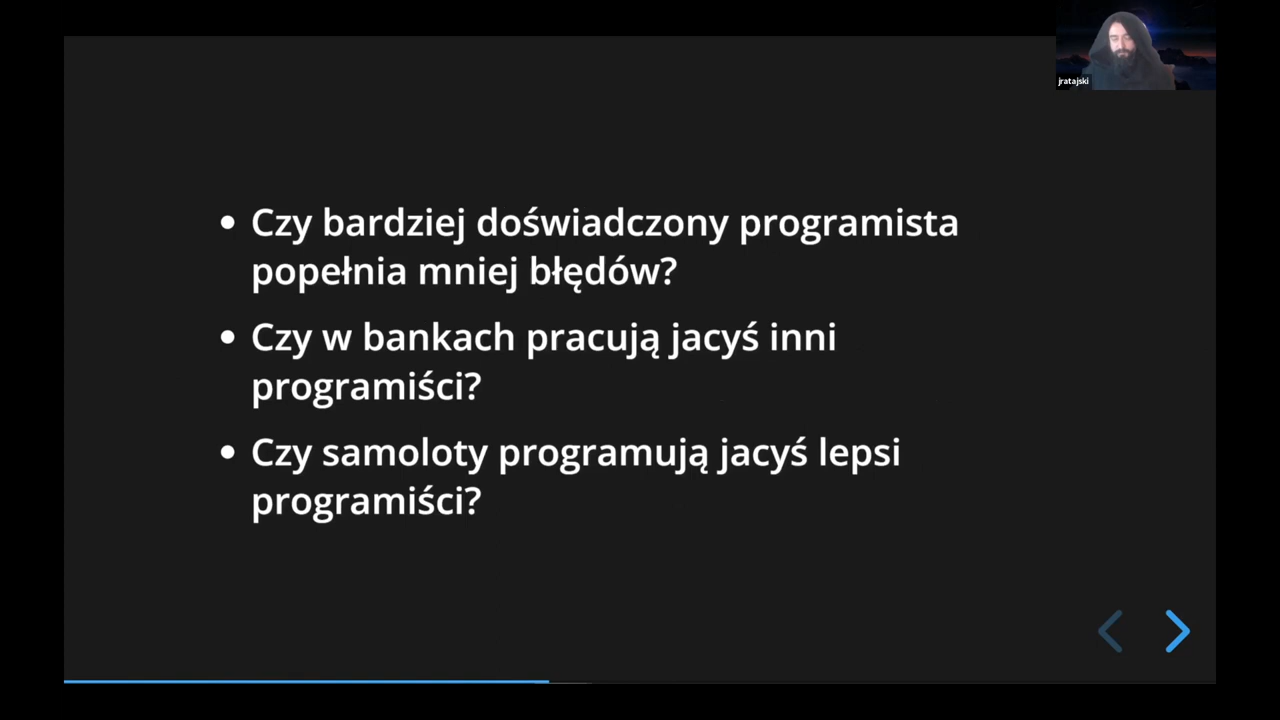 jratajski
• Czy bardziej doświadczony programista
popełnia mniej błędów?
• Czy w bankach pracują jacyś inni
programiści?
• Czy samoloty programują jacyś lepsi
programiści?